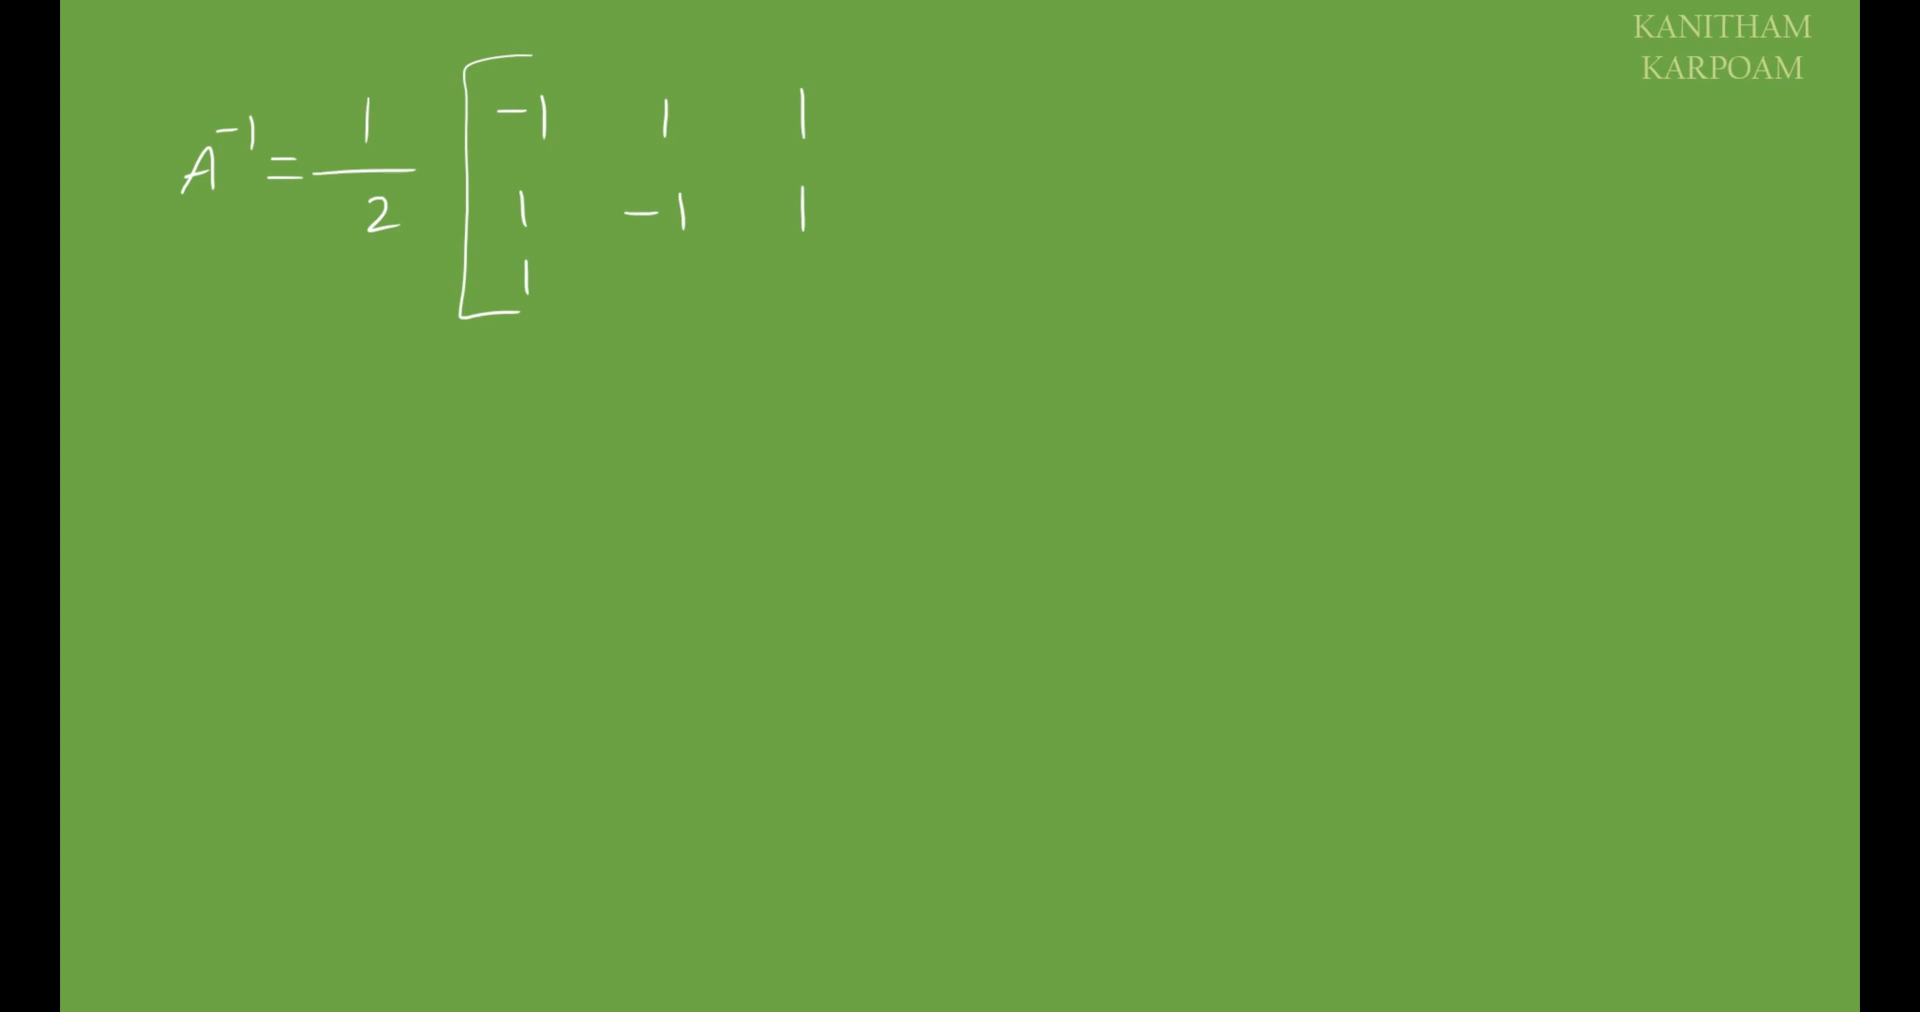 KANITHAM
KARPOAM
A⁻¹ = 1/2 [ -1 1 1
1 -1 1
1